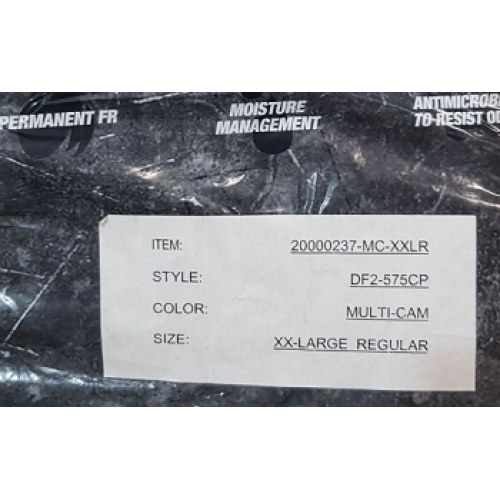 PERMANENT FR
MOISTURE
MANAGEMENT
ANTIMICROB
TO RESIST O
ITEM: 20000237-MC-XXLR
STYLE: DF2-575CP
COLOR: MULTI-CAM
SIZE: XX-LARGE REGULAR